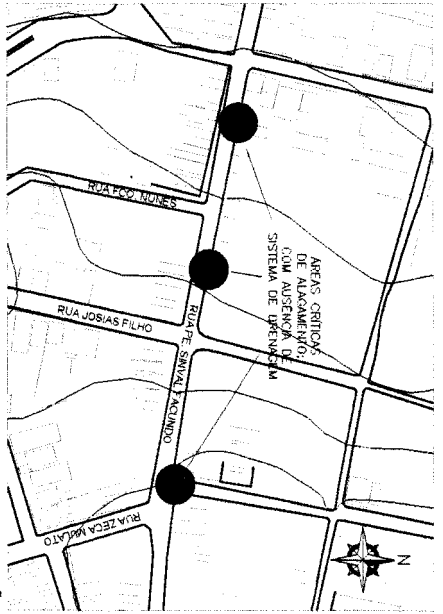 ÁREAS CRÍTICAS
DE ALAGAMENTO:
COM AUSÊNCIA DE
SISTEMA DE DRENAGEM
RUA FCO. NUNES
RUA JOSIAS FILHO
RUA PE. SINVAL FACUNDO
RUA ZECA MULATO
N